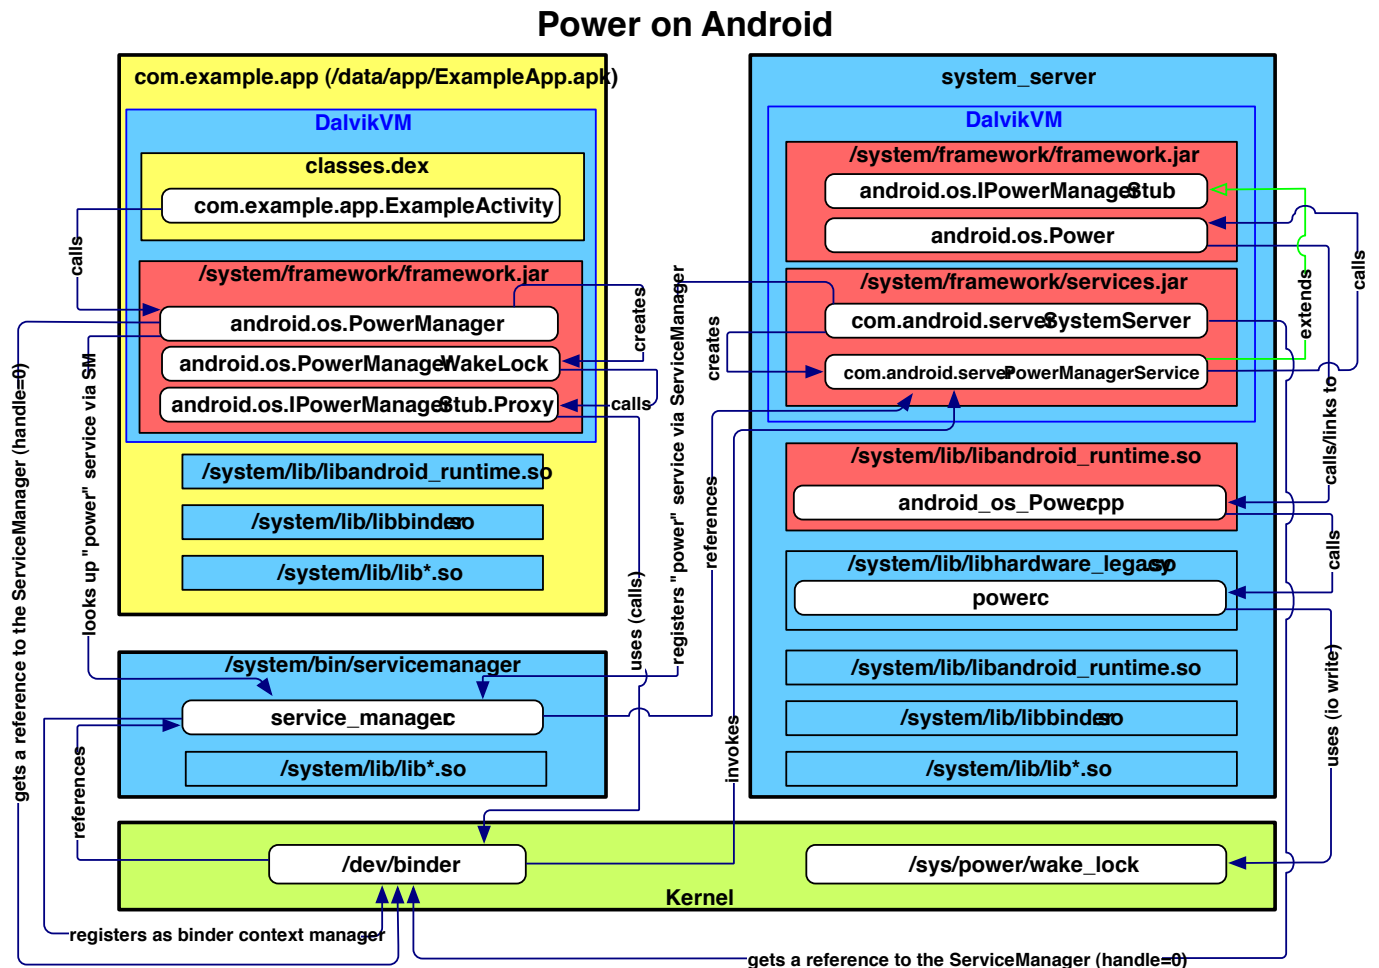 Power on Android
com.example.app (/data/app/ExampleApp.apk)
DalvikVM
classes.dex
com.example.app.ExampleActivity
calls
/system/framework/framework.jar
android.os.PowerManager
creates
android.os.PowerManager.WakeLock
android.os.IPowerManager.Stub.Proxy
calls
/system/lib/libandroid_runtime.so
/system/lib/libbinder.so
/system/lib/lib*.so
gets a reference to the ServiceManager (handle=0)
looks up "power" service via SM
uses (calls)
registers "power" service via ServiceManager
references
creates
invokes
/system/bin/servicemanager
service_manager.c
/system/lib/lib*.so
references
system_server
DalvikVM
/system/framework/framework.jar
android.os.IPowerManager.Stub
android.os.Power
/system/framework/services.jar
com.android.server.SystemServer
com.android.server.PowerManagerService
extends
calls
calls/links to
/system/lib/libandroid_runtime.so
android_os_Power.cpp
calls
/system/lib/libhardware_legacy.so
power.c
uses (io write)
/system/lib/libandroid_runtime.so
/system/lib/libbinder.so
/system/lib/lib*.so
/dev/binder
/sys/power/wake_lock
Kernel
registers as binder context manager
gets a reference to the ServiceManager (handle=0)